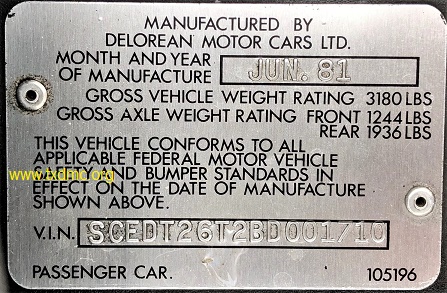 MANUFACTURED BY
DELOREAN MOTOR CARS LTD.
MONTH AND YEAR
OF MANUFACTURE JUN. 81
GROSS VEHICLE WEIGHT RATING 3180 LBS
GROSS AXLE WEIGHT RATING FRONT 1244 LBS
REAR 1936 LBS
THIS VEHICLE CONFORMS TO ALL
APPLICABLE FEDERAL MOTOR VEHICLE
SAFETY AND BUMPER STANDARDS IN
EFFECT ON THE DATE OF MANUFACTURE
SHOWN ABOVE.
www.txdmc.org
V.I.N. SCEDT26T2BD001710
PASSENGER CAR. 105196